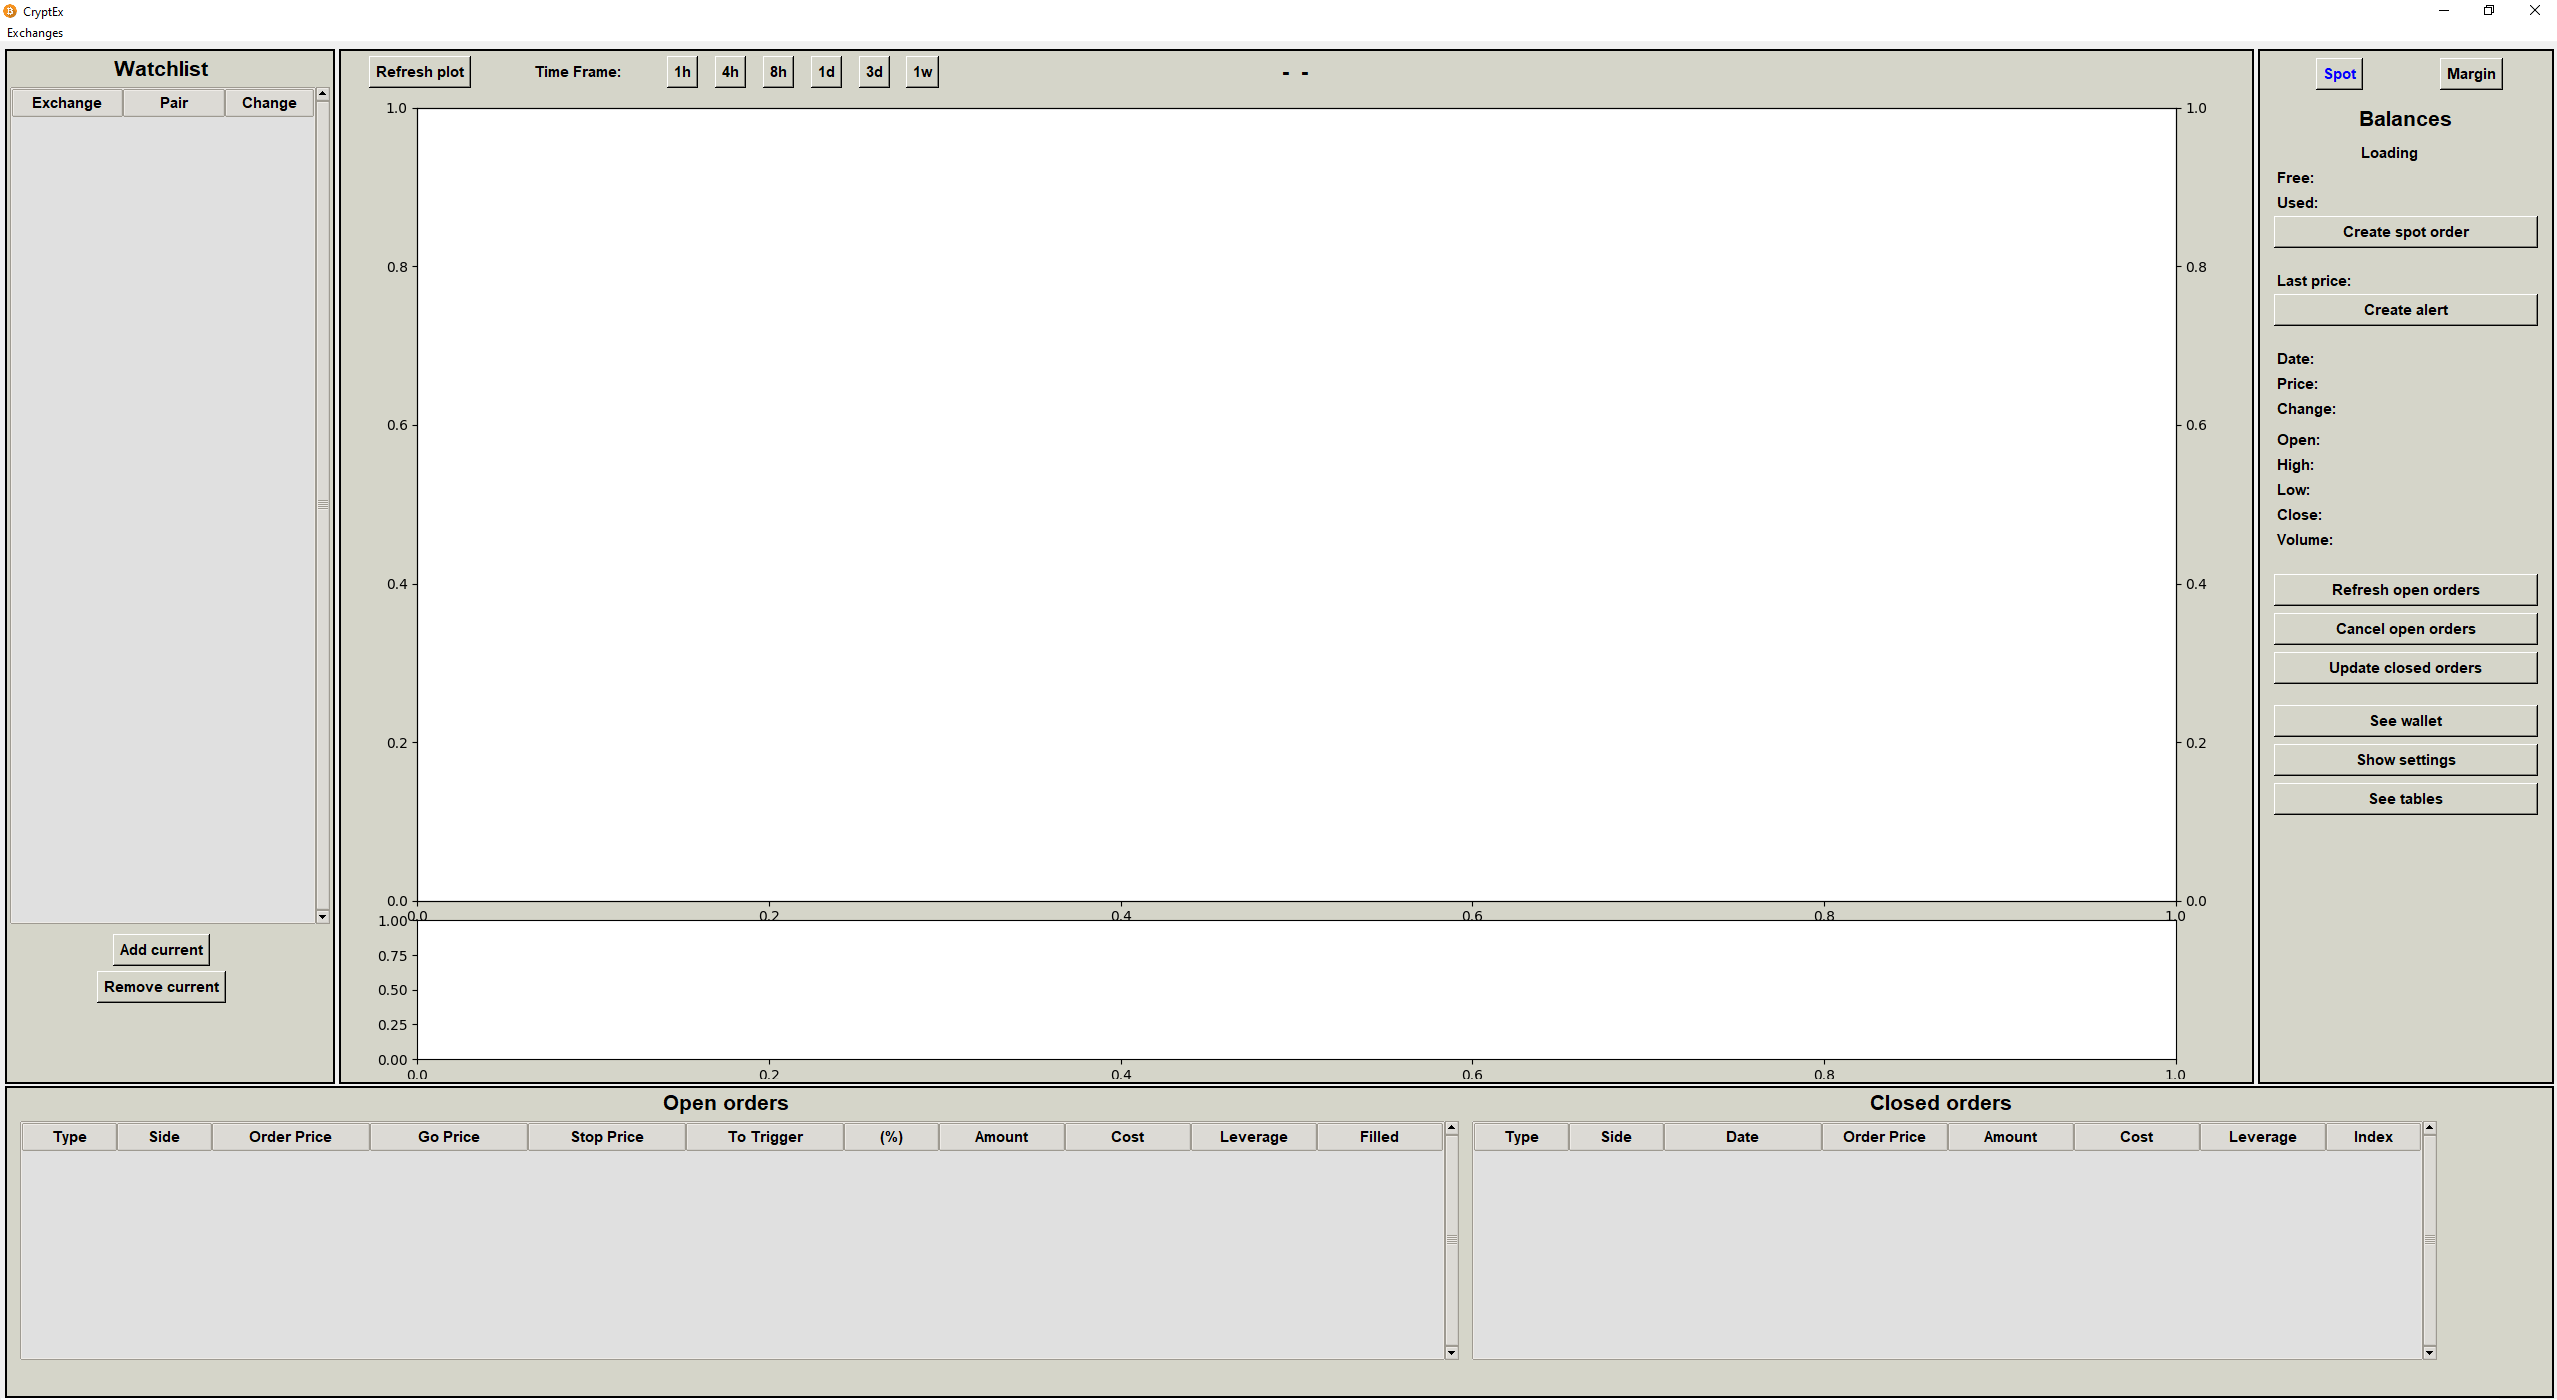 CryptEx
Exchanges
Watchlist
Exchange Pair Change
Add current
Remove current
Refresh plot Time Frame: 1h 4h 8h 1d 3d 1w - -
1.0 1.0
0.8 0.8
0.6 0.6
0.4 0.4
0.2 0.2
0.0 0.0
0.0 0.2 0.4 0.6 0.8 1.0
1.00
0.75
0.50
0.25
0.00
0.0 0.2 0.4 0.6 0.8 1.0
Spot Margin
Balances
Loading
Free:
Used:
Create spot order
Last price:
Create alert
Date:
Price:
Change:
Open:
High:
Low:
Close:
Volume:
Refresh open orders
Cancel open orders
Update closed orders
See wallet
Show settings
See tables
Open orders
Type Side Order Price Go Price Stop Price To Trigger (%) Amount Cost Leverage Filled
Closed orders
Type Side Date Order Price Amount Cost Leverage Index